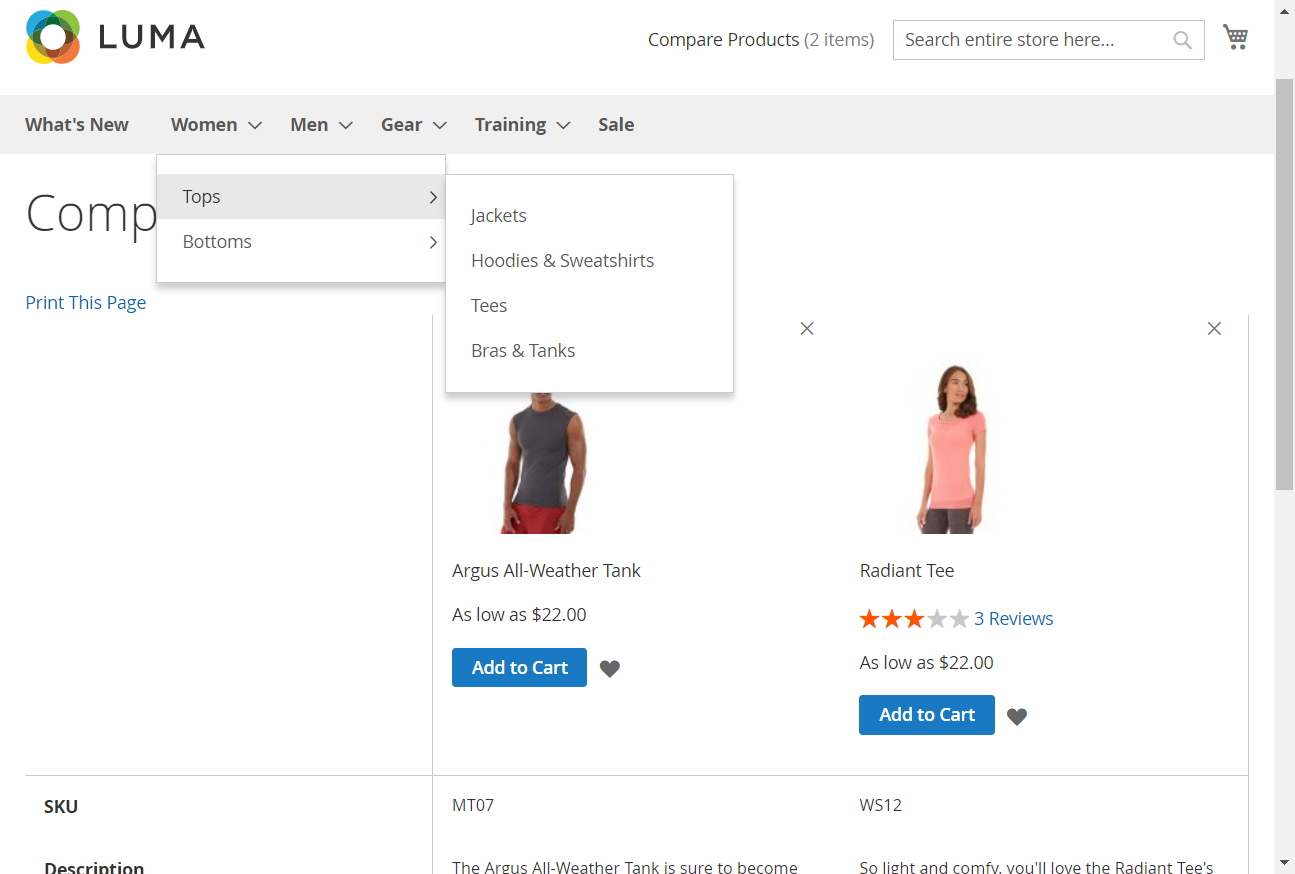 LUMA
Compare Products (2 items)
Search entire store here...
What's New
Women
Men
Gear
Training
Sale
Tops
Bottoms
Jackets
Hoodies & Sweatshirts
Tees
Bras & Tanks
Comp
Print This Page
Argus All-Weather Tank
As low as $22.00
Add to Cart
Radiant Tee
3 Reviews
As low as $22.00
Add to Cart
SKU
MT07
WS12
Description
The Argus All-Weather Tank is sure to become
So light and comfy, you'll love the Radiant Tee's